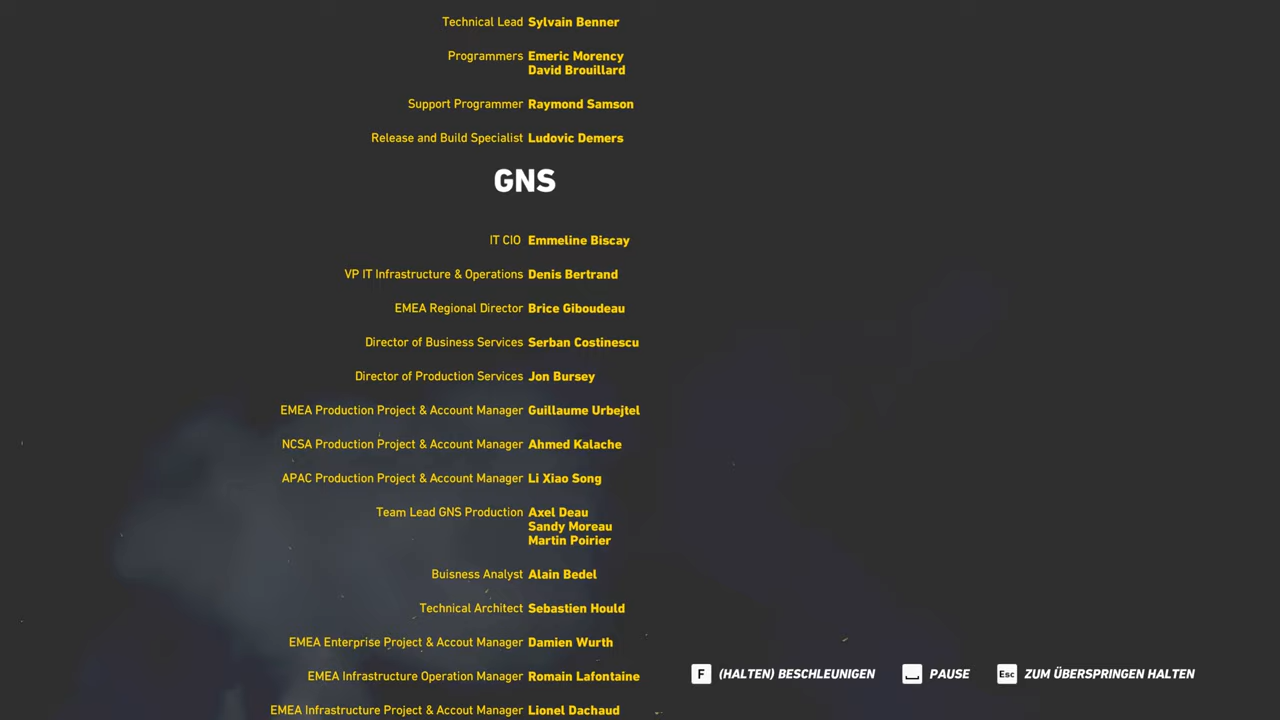 Technical Lead Sylvain Benner
Programmers Emeric Morency
David Brouillard
Support Programmer Raymond Samson
Release and Build Specialist Ludovic Demers
GNS
IT CIO Emmeline Biscay
VP IT Infrastructure & Operations Denis Bertrand
EMEA Regional Director Brice Giboudeau
Director of Business Services Serban Costinescu
Director of Production Services Jon Bursey
EMEA Production Project & Account Manager Guillaume Urbejtel
NCSA Production Project & Account Manager Ahmed Kalache
APAC Production Project & Account Manager Li Xiao Song
Team Lead GNS Production Axel Deau
Sandy Moreau
Martin Poirier
Buisness Analyst Alain Bedel
Technical Architect Sebastien Hould
EMEA Enterprise Project & Accout Manager Damien Wurth
EMEA Infrastructure Operation Manager Romain Lafontaine
F (HALTEN) BESCHLEUNIGEN PAUSE Esc ZUM ÜBERSPRINGEN HALTEN
EMEA Infrastructure Project & Accout Manager Lionel Dachaud